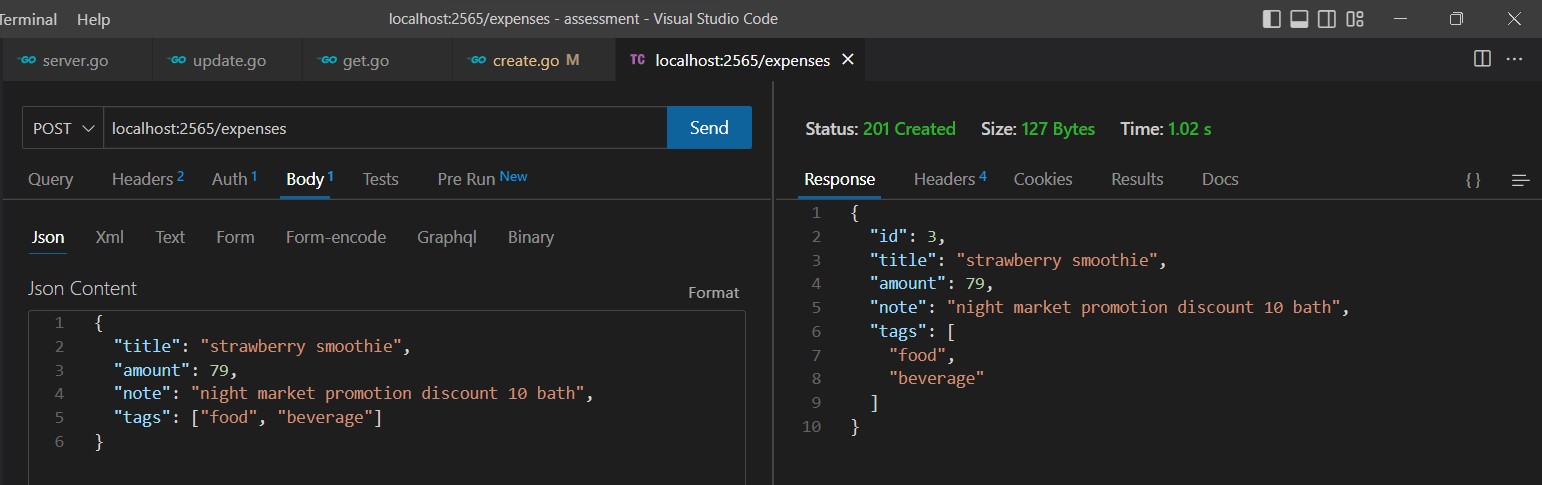 Terminal Help localhost:2565/expenses - assessment - Visual Studio Code
GO server.go GO update.go GO get.go GO create.go M TC localhost:2565/expenses
POST localhost:2565/expenses Send
Status: 201 Created Size: 127 Bytes Time: 1.02 s
Query Headers 2 Auth 1 Body 1 Tests Pre Run New
Response Headers 4 Cookies Results Docs { }
Json Xml Text Form Form-encode Graphql Binary
Json Content
Format
1 {
2 "title": "strawberry smoothie",
3 "amount": 79,
4 "note": "night market promotion discount 10 bath",
5 "tags": ["food", "beverage"]
6 }
1 {
2 "id": 3,
3 "title": "strawberry smoothie",
4 "amount": 79,
5 "note": "night market promotion discount 10 bath",
6 "tags": [
7 "food",
8 "beverage"
9 ]
10 }